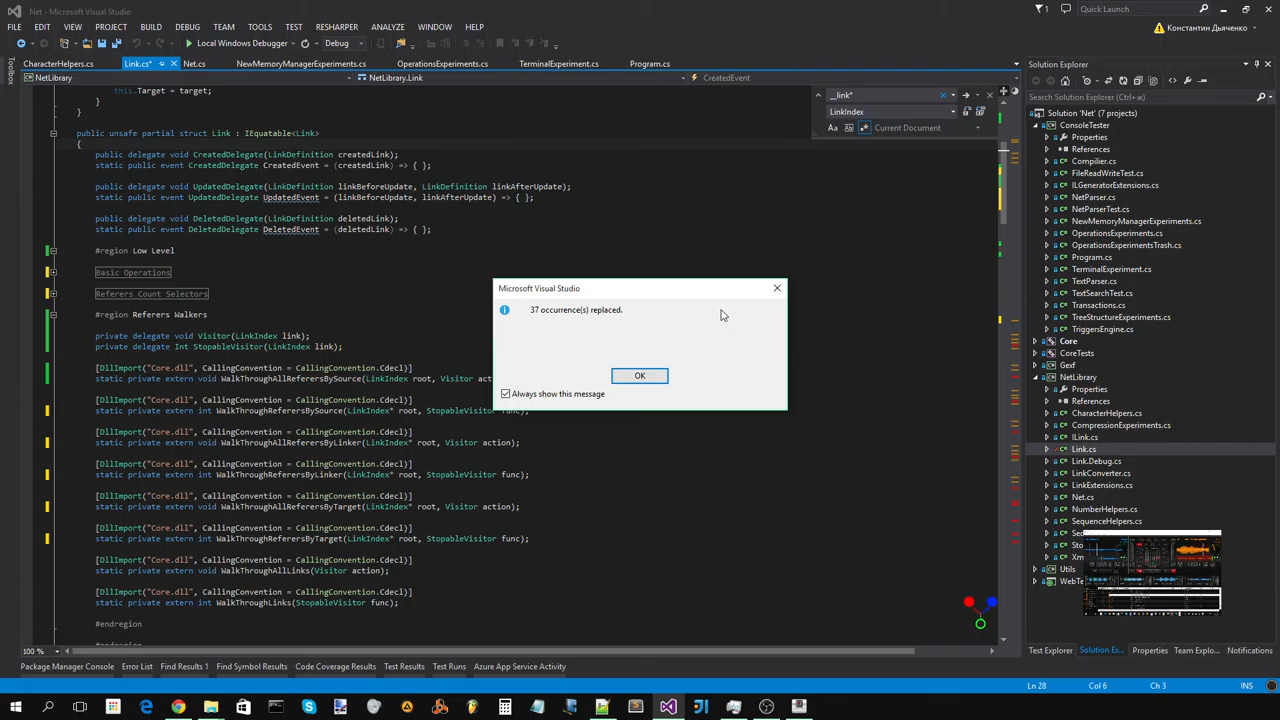 Net - Microsoft Visual Studio
1
Quick Launch (Ctrl+Q)
FILE EDIT VIEW PROJECT BUILD DEBUG TEAM TOOLS TEST RESHARPER ANALYZE WINDOW HELP
Константин Дьяченко
Local Windows Debugger Debug
Toolbox
CharacterHelpers.cs Link.cs* Net.cs NewMemoryManagerExperiments.cs OperationsExperiments.cs TerminalExperiment.cs Program.cs
NetLibrary NetLibrary.Link CreatedEvent
__link*
LinkIndex
Aa Abl Current Document
this.Target = target;
}
}
public unsafe partial struct Link : IEquatable<Link>
{
public delegate void CreatedDelegate(LinkDefinition createdLink);
static public event CreatedDelegate CreatedEvent = (createdLink) => { };
public delegate void UpdatedDelegate(LinkDefinition linkBeforeUpdate, LinkDefinition linkAfterUpdate);
static public event UpdatedDelegate UpdatedEvent = (linkBeforeUpdate, linkAfterUpdate) => { };
public delegate void DeletedDelegate(LinkDefinition deletedLink);
static public event DeletedDelegate DeletedEvent = (deletedLink) => { };
#region Low Level
Basic Operations
Referers Count Selectors
#region Referers Walkers
private delegate void Visitor(LinkIndex link);
private delegate Int StopableVisitor(LinkIndex link);
[DllImport("Core.dll", CallingConvention = CallingConvention.Cdecl)]
static private extern void WalkThroughAllReferersBySource(LinkIndex* root, Visitor act
[DllImport("Core.dll", CallingConvention = CallingConvention.Cdecl)]
static private extern int WalkThroughReferersBySource(LinkIndex* root, StopableVisitor func);
[DllImport("Core.dll", CallingConvention = CallingConvention.Cdecl)]
static private extern void WalkThroughAllReferersByLinker(LinkIndex* root, Visitor action);
[DllImport("Core.dll", CallingConvention = CallingConvention.Cdecl)]
static private extern int WalkThroughReferersByLinker(LinkIndex* root, StopableVisitor func);
[DllImport("Core.dll", CallingConvention = CallingConvention.Cdecl)]
static private extern void WalkThroughAllReferersByTarget(LinkIndex* root, Visitor action);
[DllImport("Core.dll", CallingConvention = CallingConvention.Cdecl)]
static private extern int WalkThroughReferersByTarget(LinkIndex* root, StopableVisitor func);
[DllImport("Core.dll", CallingConvention = CallingConvention.Cdecl)]
static private extern void WalkThroughAllLinks(Visitor action);
[DllImport("Core.dll", CallingConvention = CallingConvention.Cdecl)]
static private extern int WalkThroughLinks(StopableVisitor func);
#endregion
#endregion
100 %
Microsoft Visual Studio
37 occurrence(s) replaced.
OK
Always show this message
Solution Explorer
Search Solution Explorer (Ctrl+ж)
Solution 'Net' (7 projects)
ConsoleTester
Properties
References
Compilier.cs
FileReadWriteTest.cs
ILGeneratorExtensions.cs
NetParser.cs
NetParserTest.cs
NewMemoryManagerExperiments.cs
OperationsExperiments.cs
OperationsExperimentsTrash.cs
Program.cs
TerminalExperiment.cs
TextParser.cs
TextSearchTest.cs
Transactions.cs
TreeStructureExperiments.cs
TriggersEngine.cs
Core
CoreTests
Gexf
NetLibrary
Properties
References
CharacterHelpers.cs
CompressionExperiments.cs
ILink.cs
Link.cs
Link.Debug.cs
LinkConverter.cs
LinkExtensions.cs
Net.cs
NumberHelpers.cs
SequenceHelpers.cs
Utils
Test Explorer Solution Ex... Properties Team Explo... Notifications
Package Manager Console Error List Find Results 1 Find Symbol Results Code Coverage Results Test Results Test Runs Azure App Service Activity
Ln 28 Col 6 Ch 3 INS